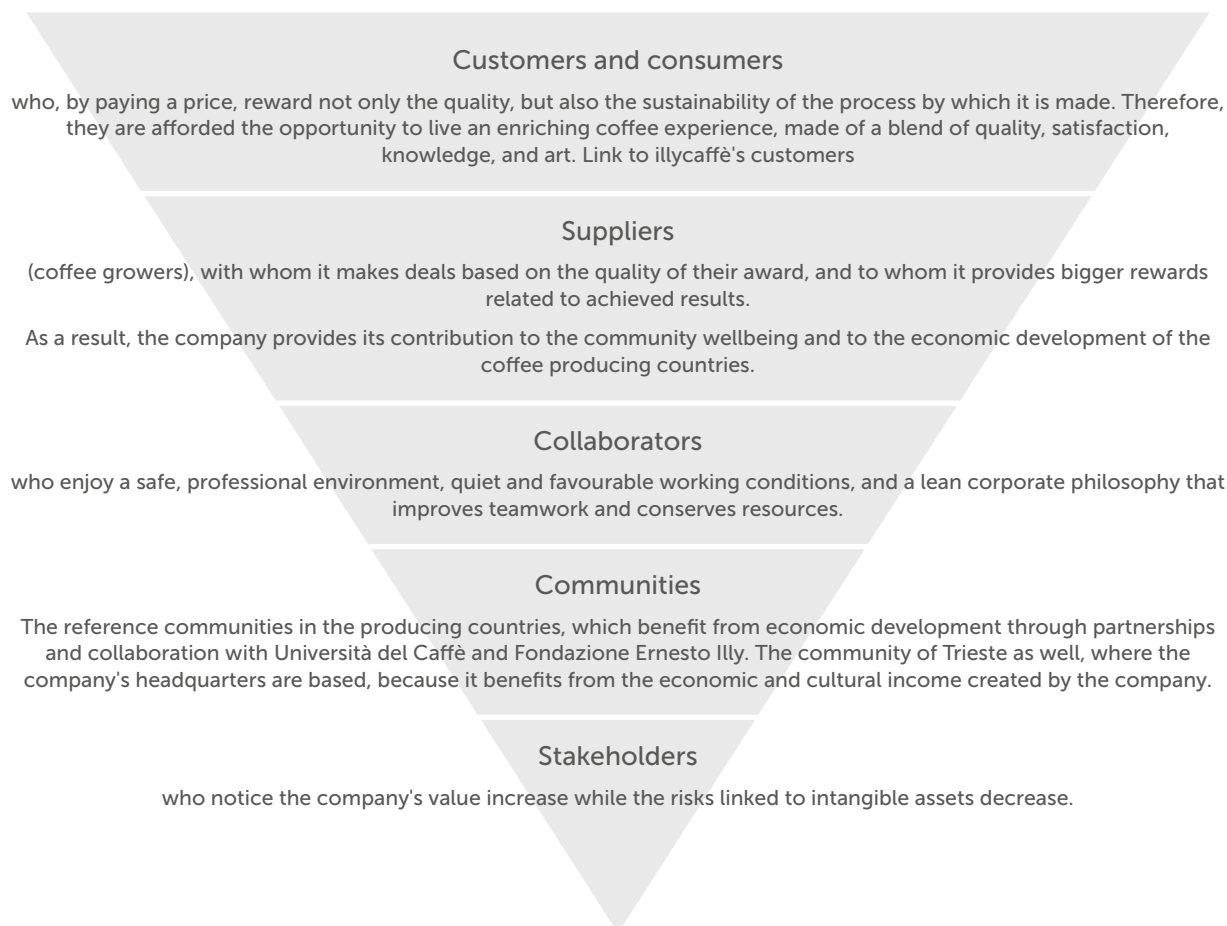 Customers and consumers
who, by paying a price, reward not only the quality, but also the sustainability of the process by which it is made. Therefore,
they are afforded the opportunity to live an enriching coffee experience, made of a blend of quality, satisfaction,
knowledge, and art. Link to illycaffè's customers
Suppliers
(coffee growers), with whom it makes deals based on the quality of their award, and to whom it provides bigger rewards
related to achieved results.
As a result, the company provides its contribution to the community wellbeing and to the economic development of the
coffee producing countries.
Collaborators
who enjoy a safe, professional environment, quiet and favourable working conditions, and a lean corporate philosophy that
improves teamwork and conserves resources.
Communities
The reference communities in the producing countries, which benefit from economic development through partnerships
and collaboration with Università del Caffè and Fondazione Ernesto Illy. The community of Trieste as well, where the
company's headquarters are based, because it benefits from the economic and cultural income created by the company.
Stakeholders
who notice the company's value increase while the risks linked to intangible assets decrease.